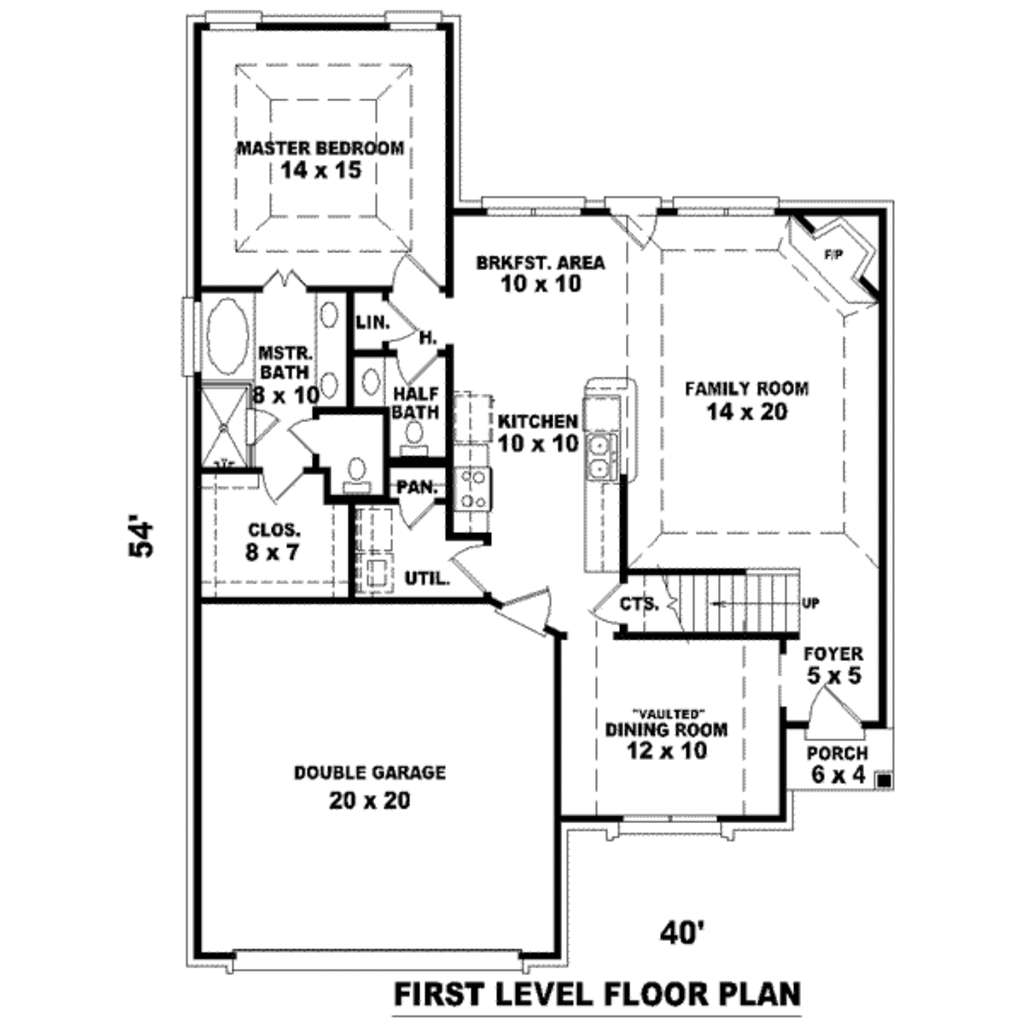 MASTER BEDROOM
14 x 15
BRKFST. AREA
10 x 10
F/P
LIN.
H.
MSTR.
BATH
8 x 10
HALF
BATH
FAMILY ROOM
14 x 20
KITCHEN
10 x 10
PAN.
CLOS.
8 x 7
UTIL.
54'
CTS.
UP
FOYER
5 x 5
"VAULTED"
DINING ROOM
12 x 10
PORCH
6 x 4
DOUBLE GARAGE
20 x 20
40'
FIRST LEVEL FLOOR PLAN